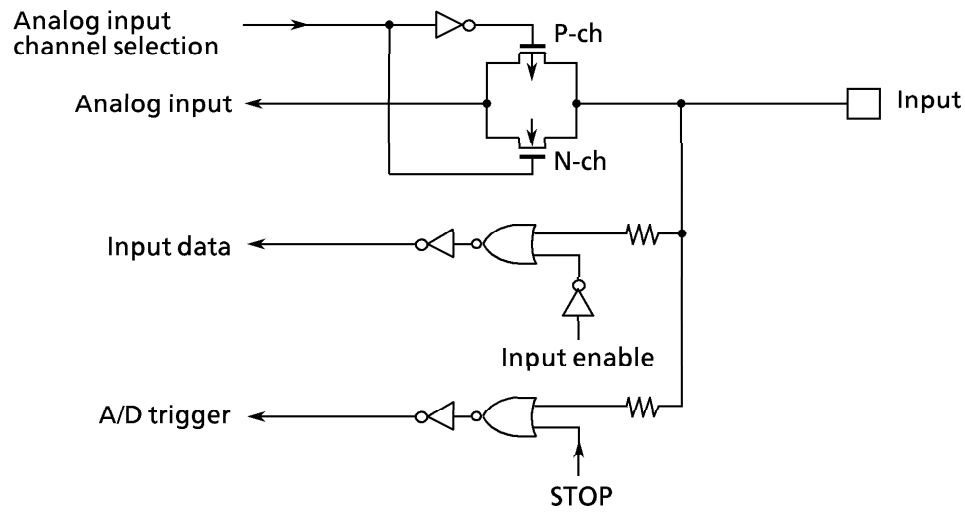 Analog input
channel selection
P-ch
Analog input
Input
N-ch
Input data
Input enable
A/D trigger
STOP